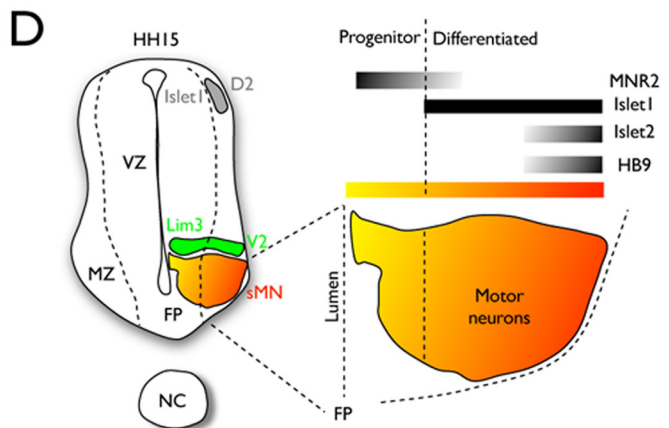 D
HH15
Progenitor
Differentiated
D2
Islet1
MNR2
Islet1
Islet2
HB9
VZ
Lim3
V2
MZ
sMN
FP
Lumen
Motor
neurons
NC
FP